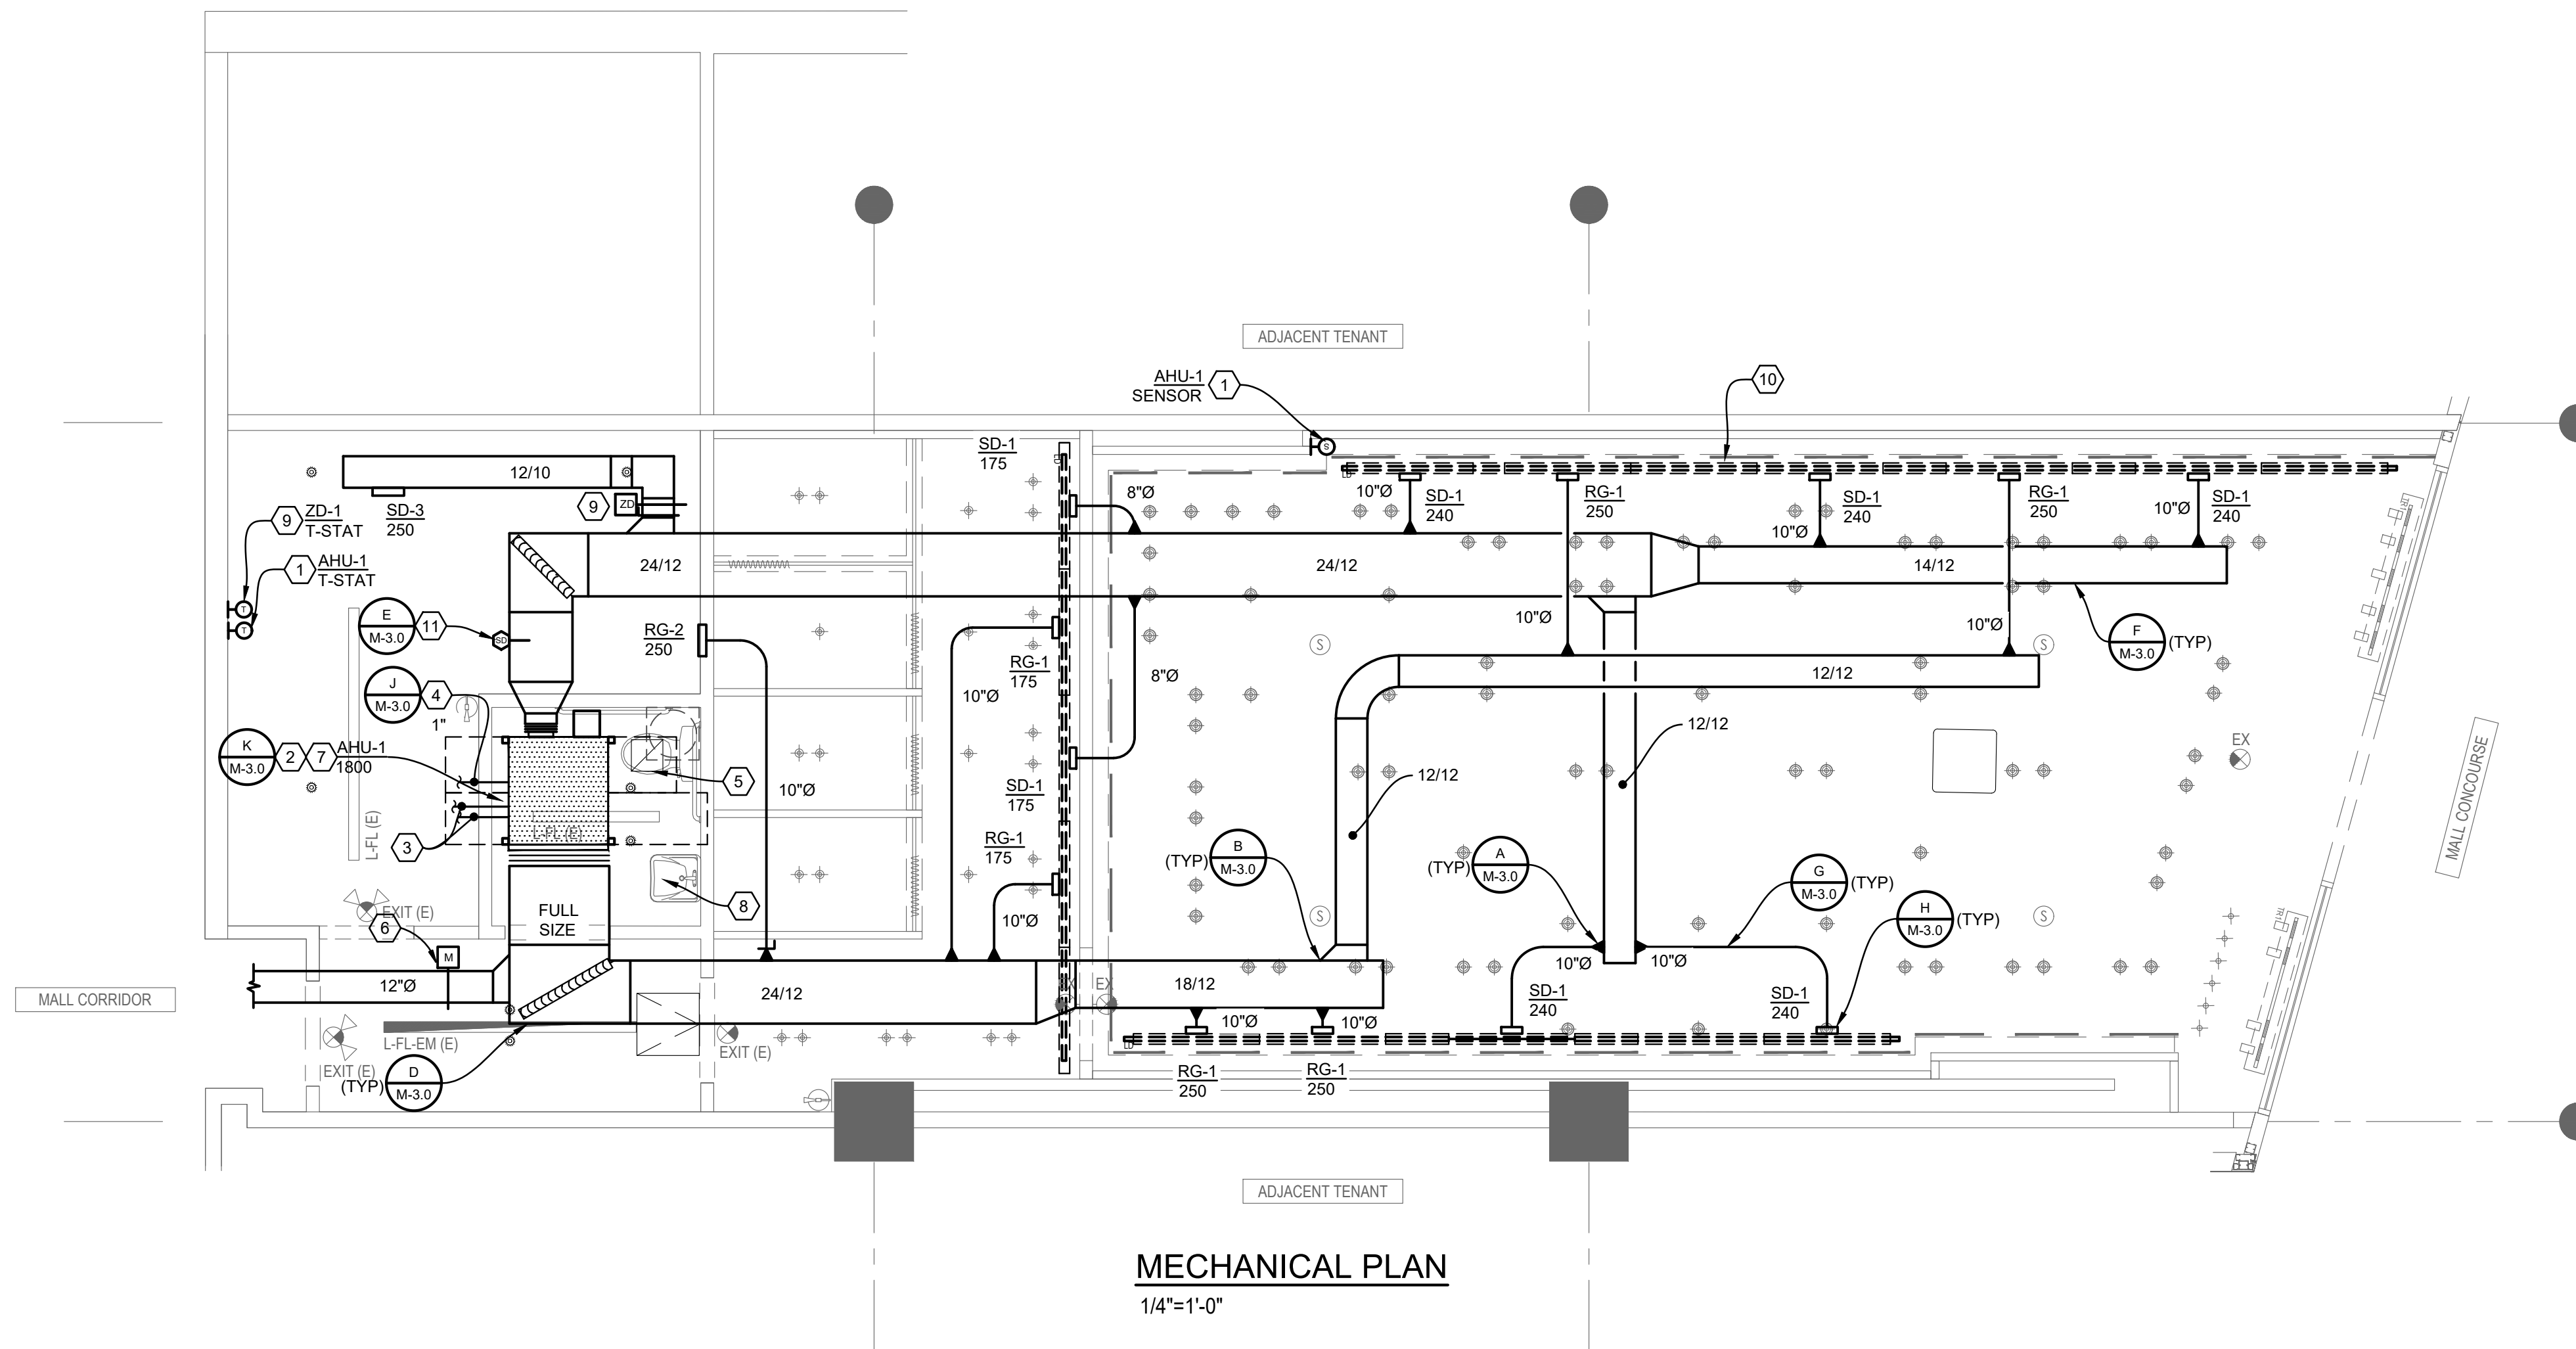 ADJACENT TENANT
AHU-1
SENSOR
1
10
SD-1
175
12/10
9
ZD
SD-3
250
9
ZD-1
T-STAT
1
AHU-1
T-STAT
T
T
S
8"Ø
10"Ø
SD-1
240
RG-1
250
10"Ø
SD-1
240
RG-1
250
10"Ø
SD-1
240
24/12
24/12
14/12
E
M-3.0
11
SD
RG-2
250
RG-1
175
8"Ø
10"Ø
10"Ø
10"Ø
S
S
F
M-3.0
(TYP)
12/12
J
M-3.0
4
1"
K
M-3.0
2
7
AHU-1
1800
5
10"Ø
SD-1
175
12/12
12/12
EX
TR1
MALL CONCOURSE
3
L-FL (E)
L-FL (E)
RG-1
175
B
M-3.0
(TYP)
A
M-3.0
(TYP)
G
M-3.0
(TYP)
H
M-3.0
(TYP)
8
EXIT (E)
6
FULL
SIZE
10"Ø
S
S
TR1
M
12"Ø
24/12
18/12
EX
EX
10"Ø
10"Ø
SD-1
240
SD-1
240
MALL CORRIDOR
10"Ø
10"Ø
L-FL-EM (E)
EXIT (E)
EXIT (E)
D
M-3.0
(TYP)
RG-1
250
RG-1
250
ADJACENT TENANT
MECHANICAL PLAN
1/4"=1'-0"